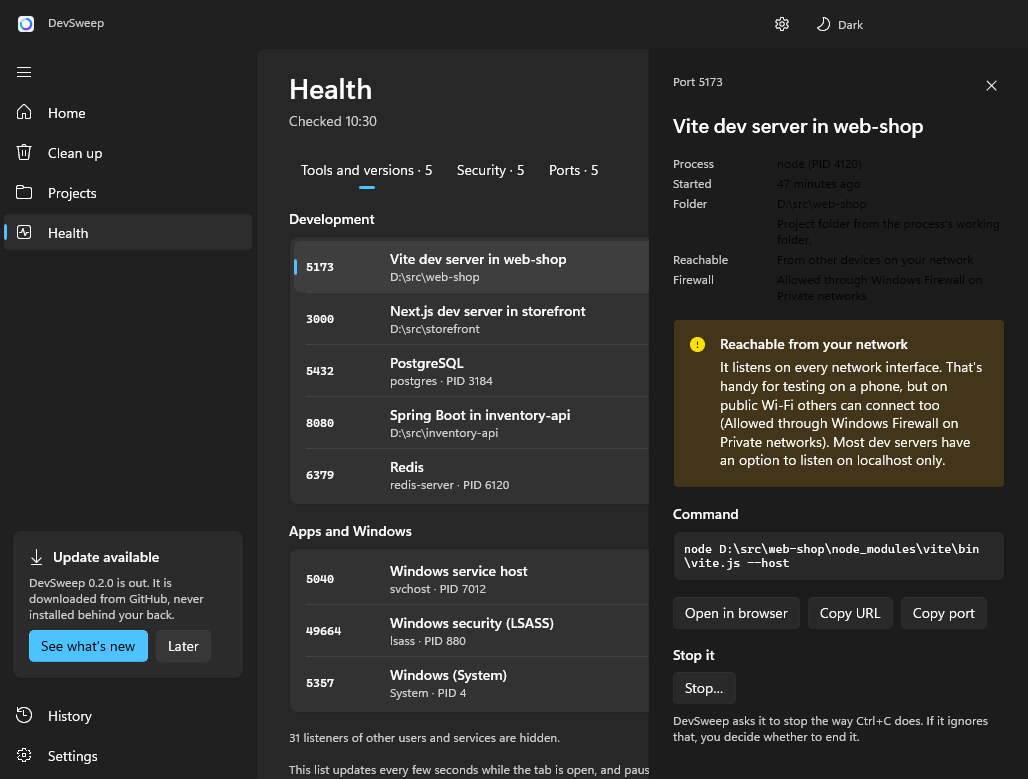 DevSweep
Dark
Home
Clean up
Projects
Health
Update available
DevSweep 0.2.0 is out. It is
downloaded from GitHub, never
installed behind your back.
See what's new
Later
History
Settings
Health
Checked 10:30
Tools and versions · 5
Security · 5
Ports · 5
Development
5173
Vite dev server in web-shop
D:\src\web-shop
3000
Next.js dev server in storefront
D:\src\storefront
5432
PostgreSQL
postgres · PID 3184
8080
Spring Boot in inventory-api
D:\src\inventory-api
6379
Redis
redis-server · PID 6120
Apps and Windows
5040
Windows service host
svchost · PID 7012
49664
Windows security (LSASS)
lsass · PID 880
5357
Windows (System)
System · PID 4
31 listeners of other users and services are hidden.
This list updates every few seconds while the tab is open, and paus
Port 5173
Vite dev server in web-shop
Process
node (PID 4120)
Started
47 minutes ago
Folder
D:\src\web-shop
Project folder from the process's working
folder.
Reachable
From other devices on your network
Firewall
Allowed through Windows Firewall on
Private networks
Reachable from your network
It listens on every network interface. That's
handy for testing on a phone, but on
public Wi-Fi others can connect too
(Allowed through Windows Firewall on
Private networks). Most dev servers have
an option to listen on localhost only.
Command
node D:\src\web-shop\node_modules\vite\bin
\vite.js --host
Open in browser
Copy URL
Copy port
Stop it
Stop...
DevSweep asks it to stop the way Ctrl+C does. If it ignores
that, you decide whether to end it.